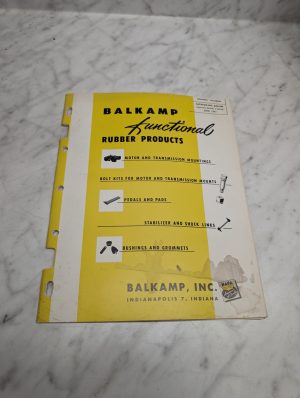 BALKAMP
functional
RUBBER PRODUCTS
MOTOR AND TRANSMISSION MOUNTINGS
BOLT KITS FOR MOTOR AND TRANSMISSION MOUNTS
PEDALS AND PADS
STABILIZER AND SHOCK LINKS
BUSHINGS AND GROMMETS
BALKAMP, INC.
INDIANAPOLIS 7, INDIANA